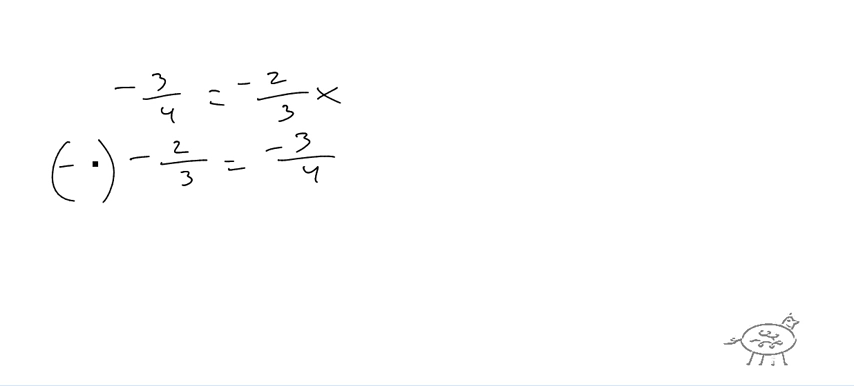 - 3/4 = - 2/3 x
(- ·) - 2/3 = - 3/4